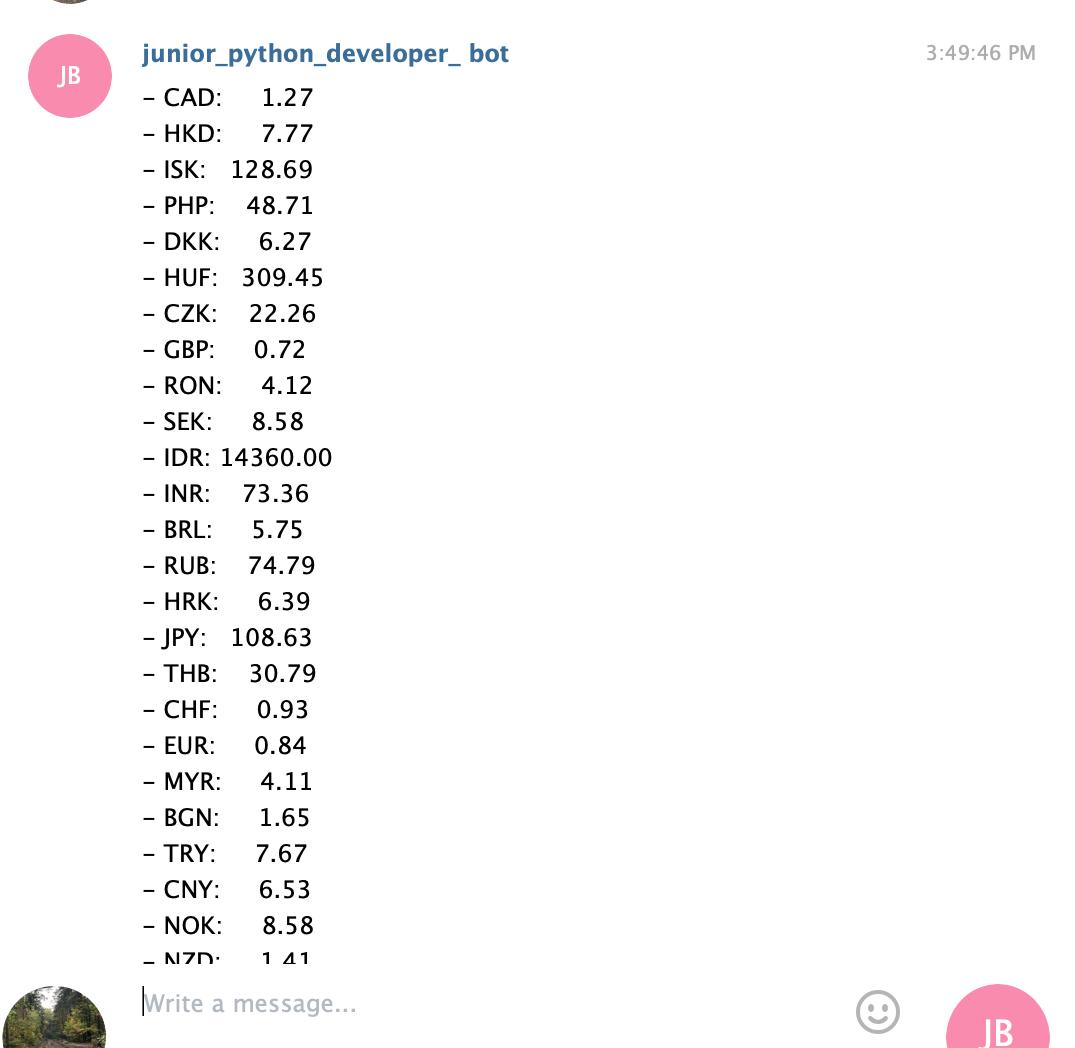 JB
junior_python_developer_ bot
3:49:46 PM
– CAD: 1.27
– HKD: 7.77
– ISK: 128.69
– PHP: 48.71
– DKK: 6.27
– HUF: 309.45
– CZK: 22.26
– GBP: 0.72
– RON: 4.12
– SEK: 8.58
– IDR: 14360.00
– INR: 73.36
– BRL: 5.75
– RUB: 74.79
– HRK: 6.39
– JPY: 108.63
– THB: 30.79
– CHF: 0.93
– EUR: 0.84
– MYR: 4.11
– BGN: 1.65
– TRY: 7.67
– CNY: 6.53
– NOK: 8.58
– NZD: 1.41
Write a message...
JB